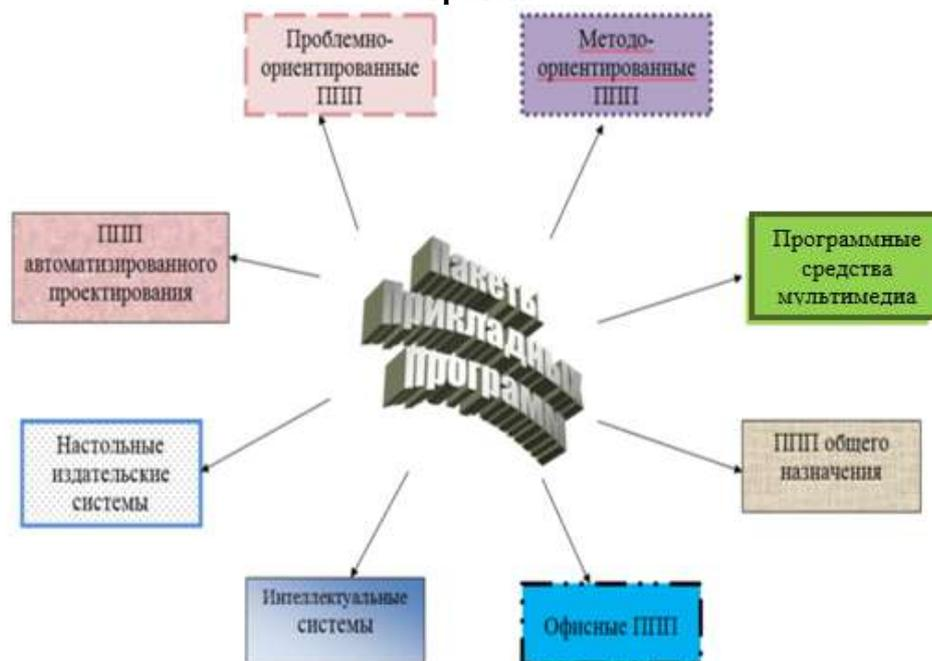 Проблемно-
ориентированные
ППП
Методо-
ориентированные
ППП
ППП
автоматизированного
проектирования
Программные
средства
мультимедиа
Пакеты
Прикладных
программ
Настольные
издательские
системы
ППП общего
назначения
Интеллектуальные
системы
Офисные ППП